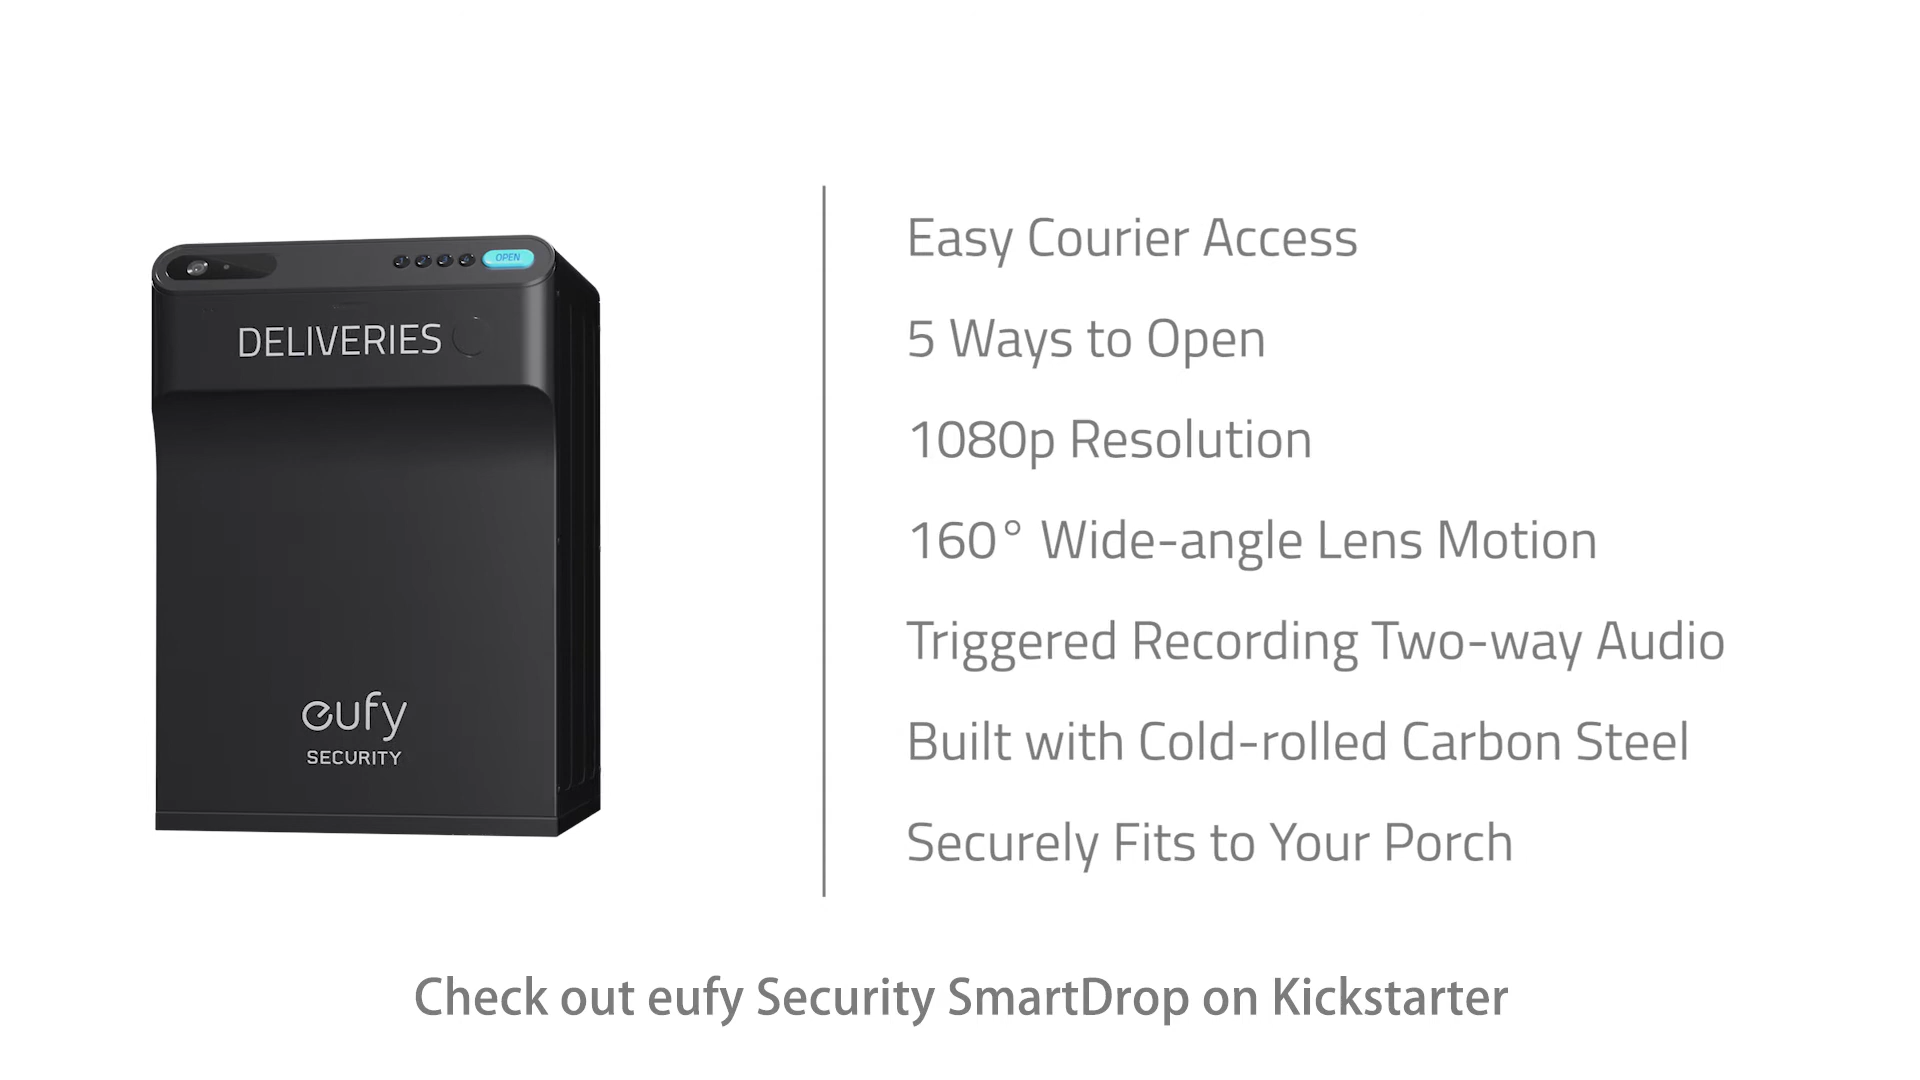 OPEN
DELIVERIES
eufy
SECURITY
Easy Courier Access
5 Ways to Open
1080p Resolution
160° Wide-angle Lens Motion
Triggered Recording Two-way Audio
Built with Cold-rolled Carbon Steel
Securely Fits to Your Porch
Check out eufy Security SmartDrop on Kickstarter